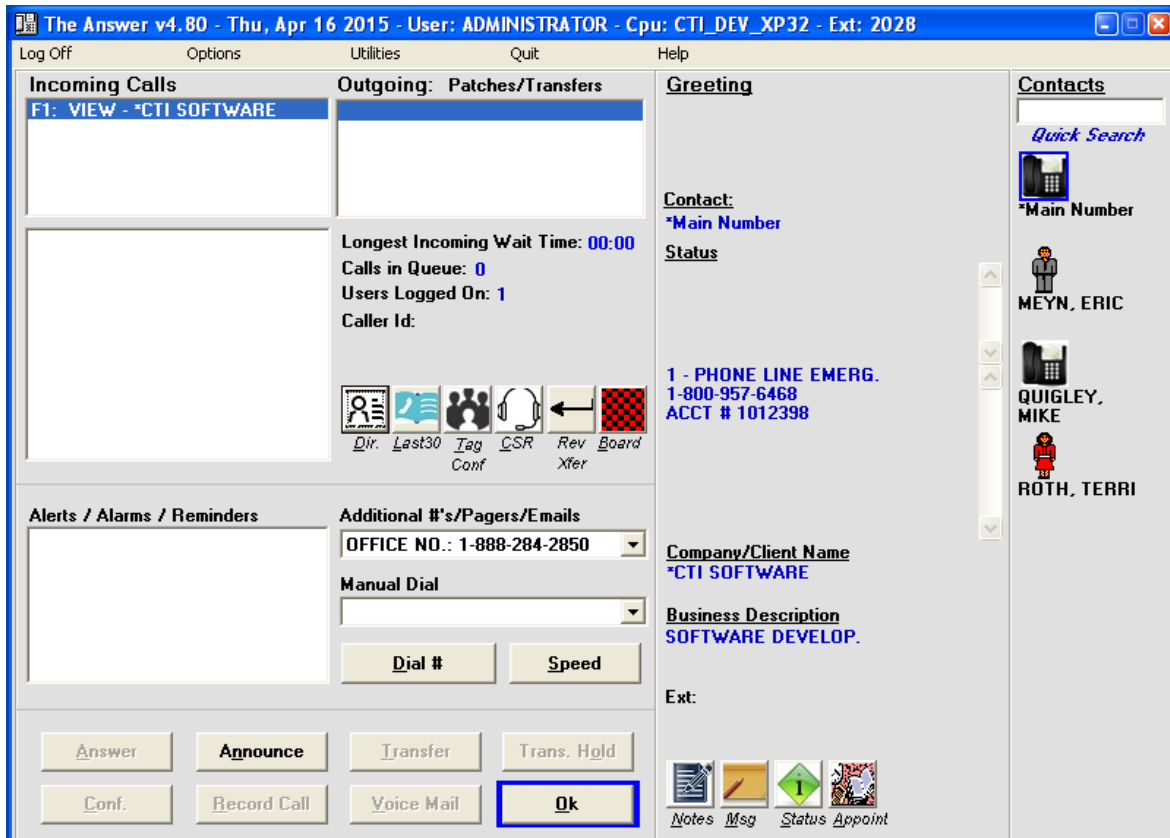 The Answer v4.80 - Thu, Apr 16 2015 - User: ADMINISTRATOR - Cpu: CTI_DEV_XP32 - Ext: 2028
Log Off Options Utilities Quit Help
Incoming Calls
F1: VIEW - *CTI SOFTWARE
Outgoing: Patches/Transfers
Longest Incoming Wait Time: 00:00
Calls in Queue: 0
Users Logged On: 1
Caller Id:
Dir. Last30 Tag Conf CSR Rev Xfer Board
Alerts / Alarms / Reminders
Additional #'s/Pagers/Emails
OFFICE NO.: 1-888-284-2850
Manual Dial
Dial # Speed
Answer Announce Transfer Trans. Hold
Conf. Record Call Voice Mail Ok
Greeting
Contact:
*Main Number
Status
1 - PHONE LINE EMERG.
1-800-957-6468
ACCT # 1012398
Company/Client Name
*CTI SOFTWARE
Business Description
SOFTWARE DEVELOP.
Ext:
Notes Msg Status Appoint
Contacts
Quick Search
*Main Number
MEYN, ERIC
QUIGLEY,
MIKE
ROTH, TERRI